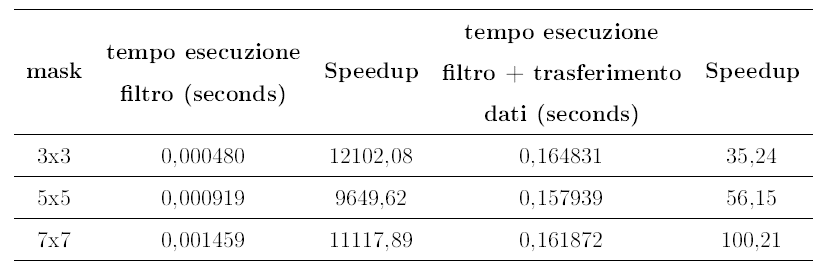 mask tempo esecuzione filtro (seconds) Speedup tempo esecuzione filtro + trasferimento dati (seconds) Speedup
3x3 0,000480 12102,08 0,164831 35,24
5x5 0,000919 9649,62 0,157939 56,15
7x7 0,001459 11117,89 0,161872 100,21